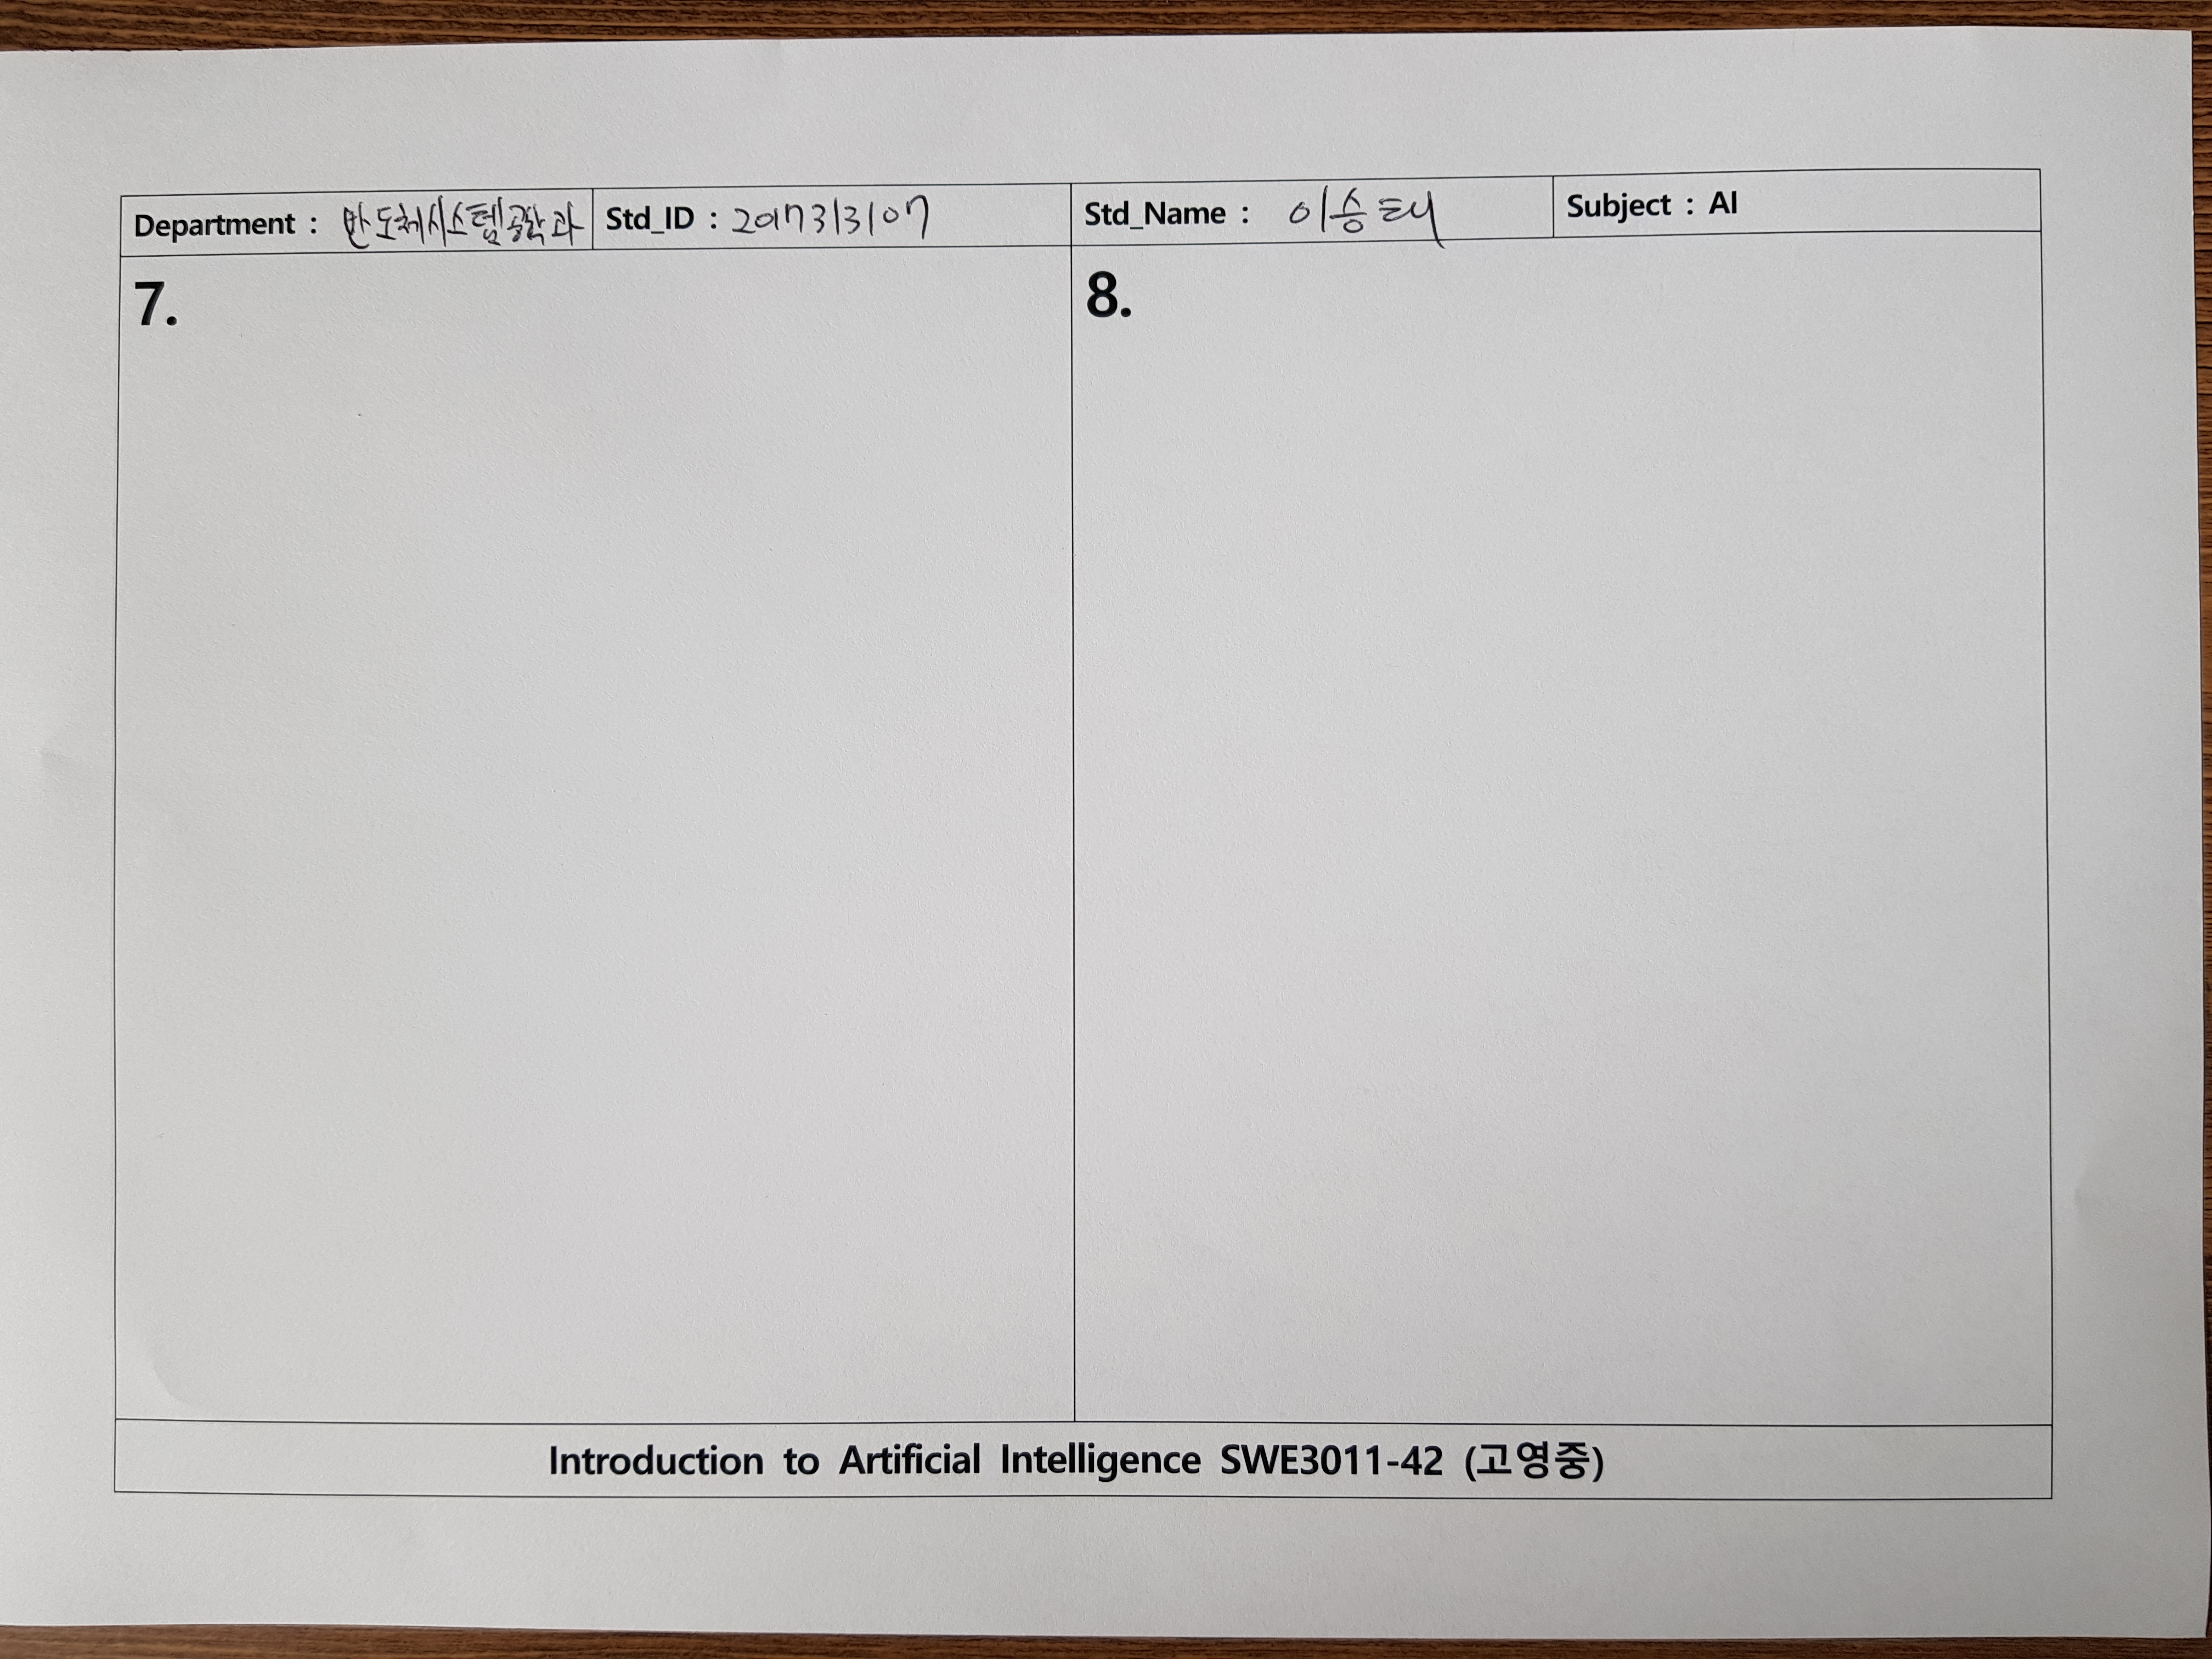 Department : 반도체시스템공학과 Std_ID : 2017313107 Std_Name : 이승태 Subject : AI
7. 8.
Introduction to Artificial Intelligence SWE3011-42 (고영중)